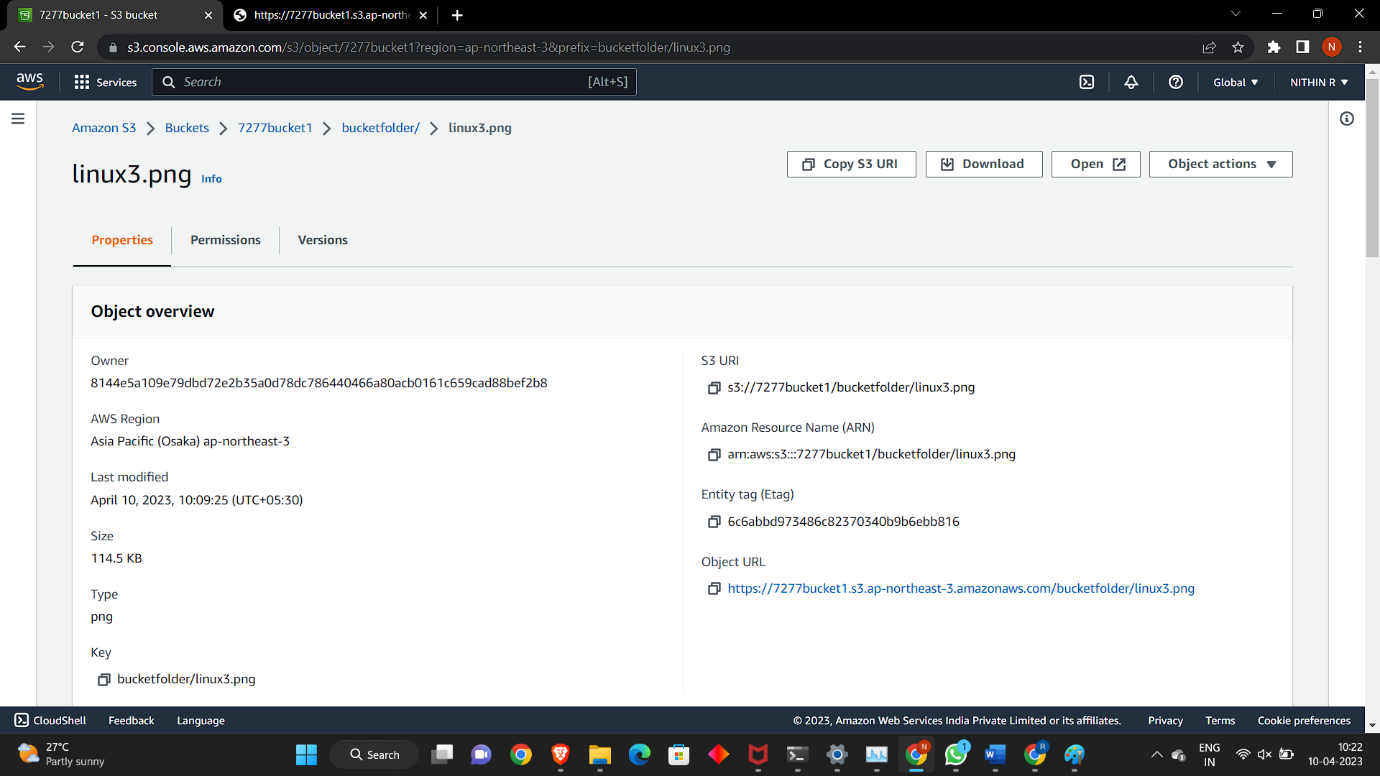 7277bucket1 - S3 bucket
https://7277bucket1.s3.ap-northe
s3.console.aws.amazon.com/s3/object/7277bucket1?region=ap-northeast-3&prefix=bucketfolder/linux3.png
N
aws
Services
Search
[Alt+S]
Global
NITHIN R
Amazon S3
Buckets
7277bucket1
bucketfolder/
linux3.png
linux3.png
Info
Copy S3 URI
Download
Open
Object actions
Properties
Permissions
Versions
Object overview
Owner
8144e5a109e79dbd72e2b35a0d78dc786440466a80acb0161c659cad88bef2b8
AWS Region
Asia Pacific (Osaka) ap-northeast-3
Last modified
April 10, 2023, 10:09:25 (UTC+05:30)
Size
114.5 KB
Type
png
Key
bucketfolder/linux3.png
S3 URI
s3://7277bucket1/bucketfolder/linux3.png
Amazon Resource Name (ARN)
arn:aws:s3:::7277bucket1/bucketfolder/linux3.png
Entity tag (Etag)
6c6abbd973486c82370340b9b6ebb816
Object URL
https://7277bucket1.s3.ap-northeast-3.amazonaws.com/bucketfolder/linux3.png
CloudShell
Feedback
Language
© 2023, Amazon Web Services India Private Limited or its affiliates.
Privacy
Terms
Cookie preferences
27°C
Partly sunny
Search
N
1
R
ENG
IN
10:22
10-04-2023